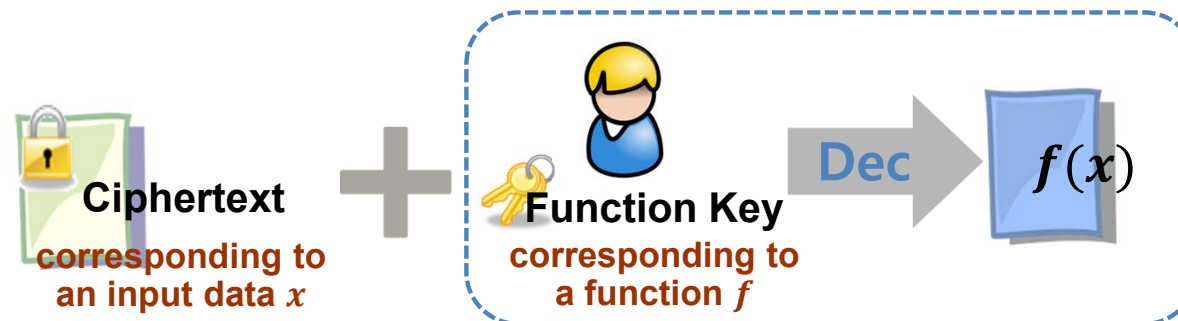 Ciphertext
corresponding to
an input data x
Function Key
corresponding to
a function f
Dec
f(x)